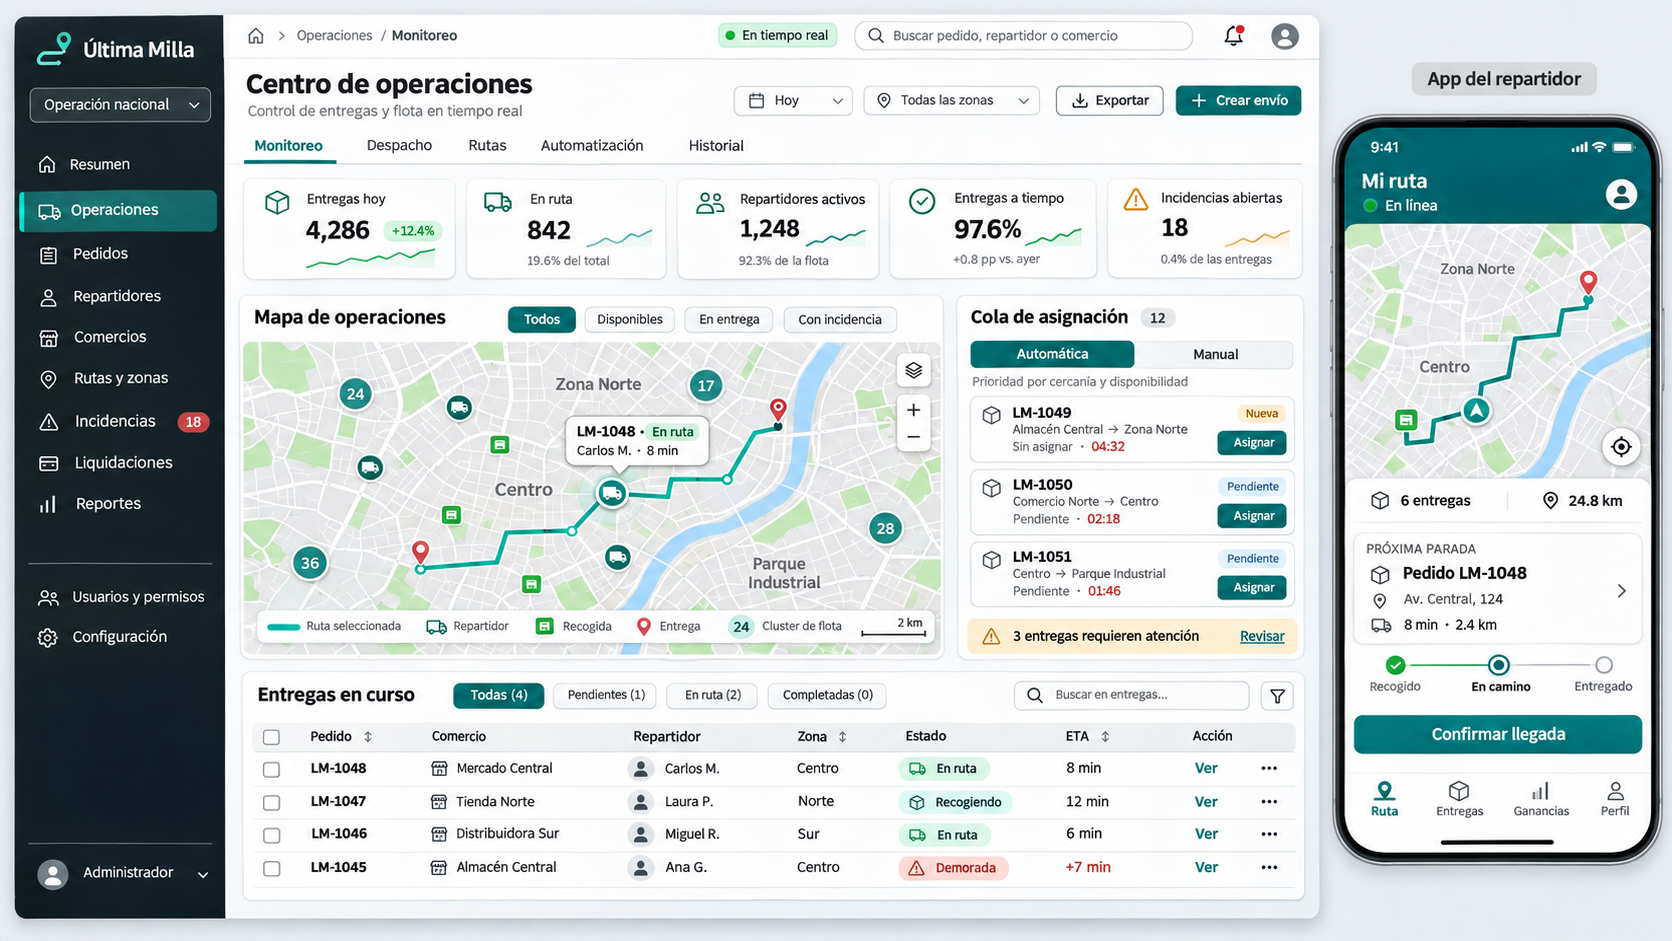 Última Milla
Operación nacional
Resumen
Operaciones
Pedidos
Repartidores
Comercios
Rutas y zonas
Incidencias 18
Liquidaciones
Reportes
Usuarios y permisos
Configuración
Administrador
Operaciones / Monitoreo
En tiempo real
Buscar pedido, repartidor o comercio
Centro de operaciones
Control de entregas y flota en tiempo real
Hoy
Todas las zonas
Exportar
Crear envío
Monitoreo
Despacho
Rutas
Automatización
Historial
Entregas hoy
4,286 +12.4%
En ruta
842
19.6% del total
Repartidores activos
1,248
92.3% de la flota
Entregas a tiempo
97.6%
+0.8 pp vs. ayer
Incidencias abiertas
18
0.4% de las entregas
Mapa de operaciones
Todos
Disponibles
En entrega
Con incidencia
Zona Norte
24
17
LM-1048 • En ruta
Carlos M. · 8 min
Centro
28
36
Parque
Industrial
Ruta seleccionada
Repartidor
Recogida
Entrega
24 Cluster de flota
2 km
Cola de asignación 12
Automática
Manual
Prioridad por cercanía y disponibilidad
LM-1049 Nueva
Almacén Central → Zona Norte
Sin asignar · 04:32 Asignar
LM-1050 Pendiente
Comercio Norte → Centro
Pendiente · 02:18 Asignar
LM-1051 Pendiente
Centro → Parque Industrial
Pendiente · 01:46 Asignar
3 entregas requieren atención Revisar
Entregas en curso
Todas (4)
Pendientes (1)
En ruta (2)
Completadas (0)
Buscar en entregas...
Pedido Comercio Repartidor Zona Estado ETA Acción
LM-1048 Mercado Central Carlos M. Centro En ruta 8 min Ver
LM-1047 Tienda Norte Laura P. Norte Recogiendo 12 min Ver
LM-1046 Distribuidora Sur Miguel R. Sur En ruta 6 min Ver
LM-1045 Almacén Central Ana G. Centro Demorada +7 min Ver
App del repartidor
9:41
Mi ruta
En línea
Zona Norte
Centro
6 entregas
24.8 km
PRÓXIMA PARADA
Pedido LM-1048
Av. Central, 124
8 min · 2.4 km
Recogido
En camino
Entregado
Confirmar llegada
Ruta
Entregas
Ganancias
Perfil